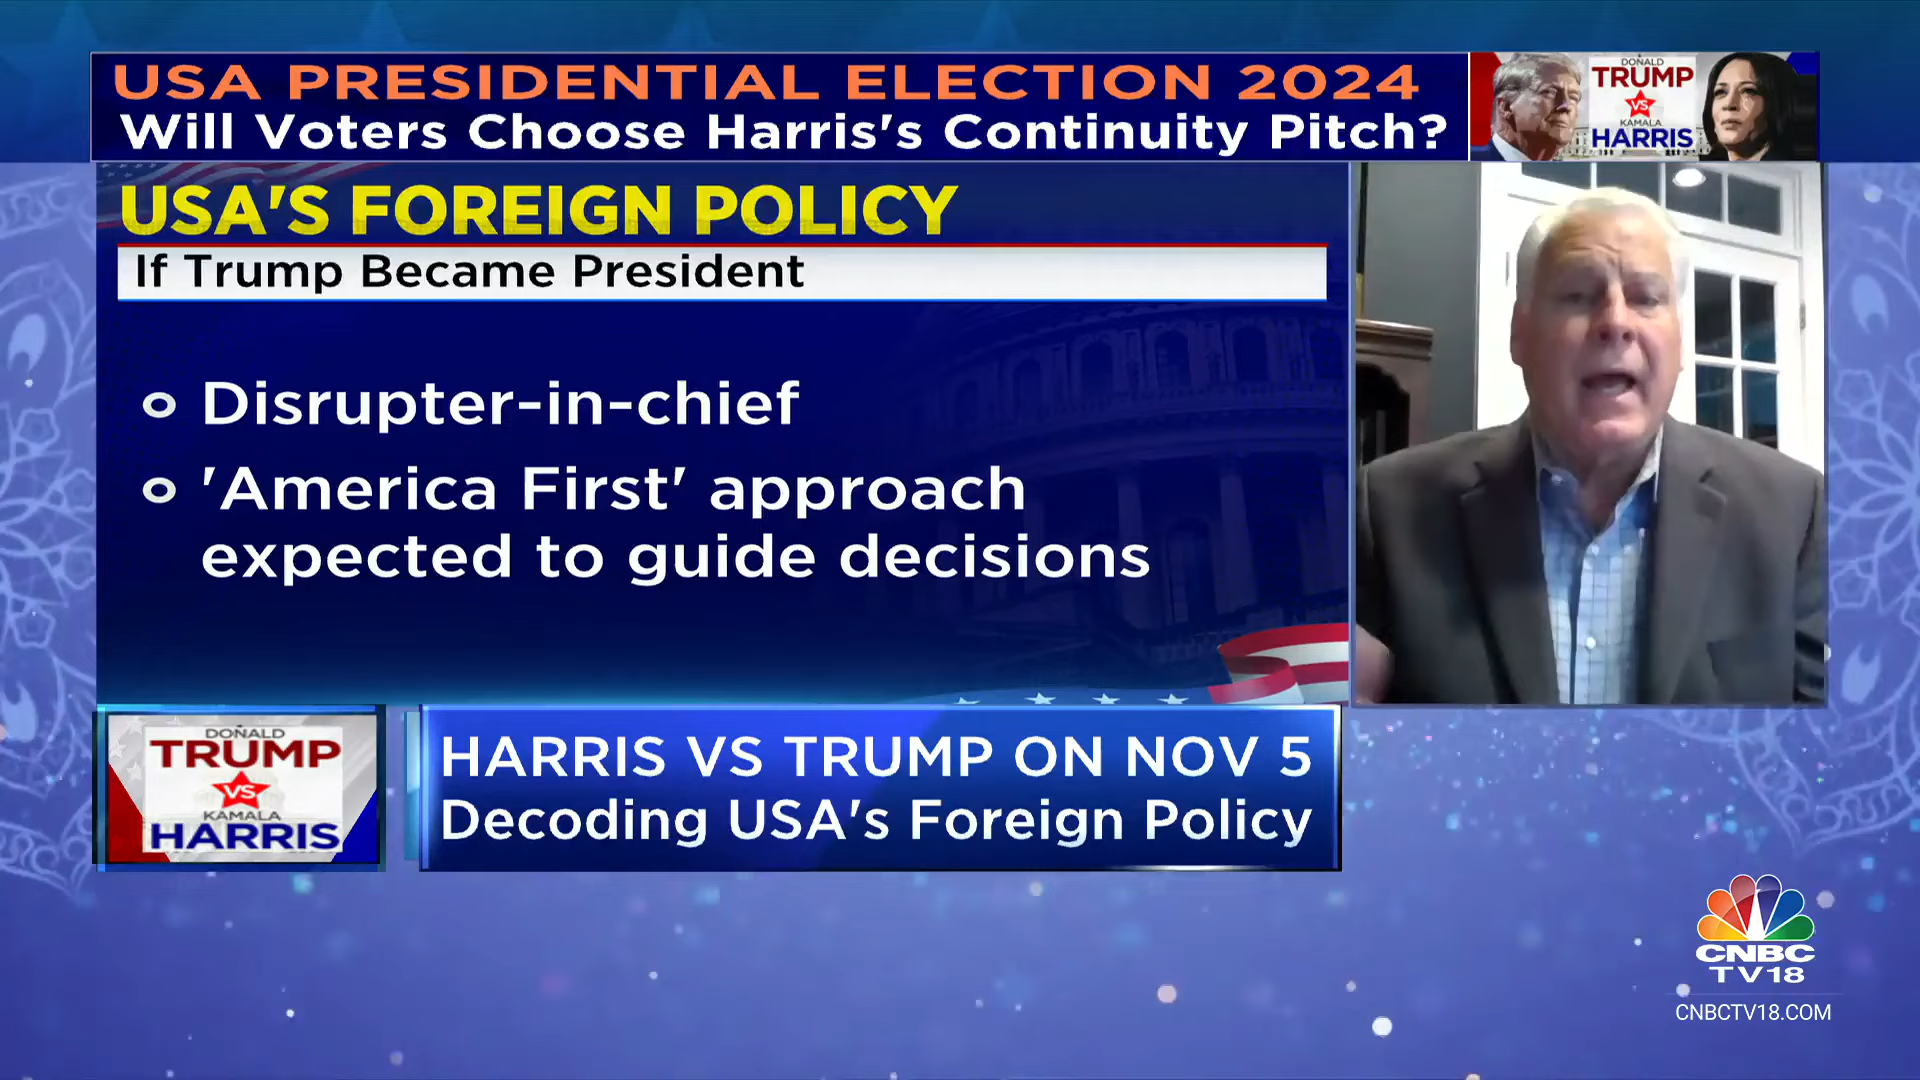 USA PRESIDENTIAL ELECTION 2024
Will Voters Choose Harris's Continuity Pitch?
DONALD
TRUMP
VS
KAMALA
HARRIS
USA'S FOREIGN POLICY
If Trump Became President
Disrupter-in-chief
'America First' approach
expected to guide decisions
DONALD
TRUMP
VS
KAMALA
HARRIS
HARRIS VS TRUMP ON NOV 5
Decoding USA's Foreign Policy
CNBC
TV18
CNBCTV18.COM